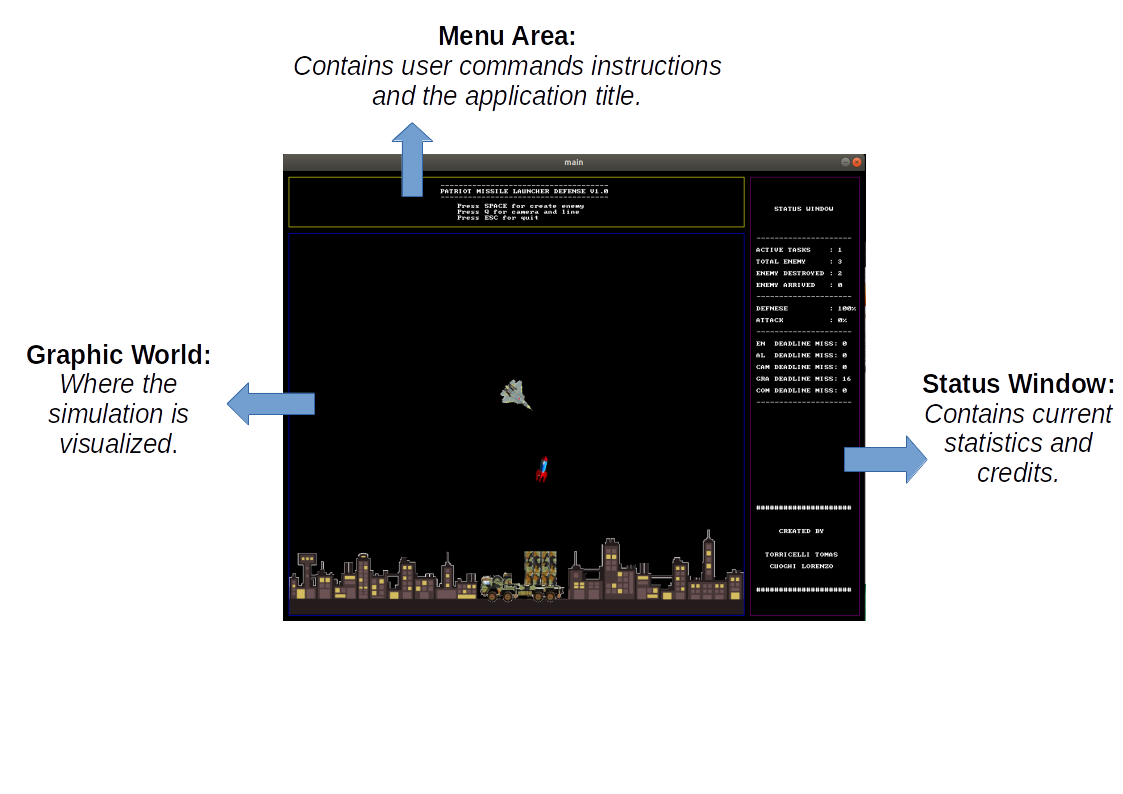 Menu Area:
Contains user commands instructions
and the application title.
main
PATRIOT MISSILE LAUNCHER DEFENSE V1.0
Press SPACE for create enemy
Press Q for camera and line
Press ESC for quit
STATUS WINDOW
ACTIVE TASKS : 1
TOTAL ENEMY : 3
ENEMY DESTROYED : 2
ENEMY ARRIVED : 0
DEFNESE : 100%
ATTACK : 0%
EN DEADLINE MISS: 0
AL DEADLINE MISS: 0
CAM DEADLINE MISS: 0
GRA DEADLINE MISS: 16
COM DEADLINE MISS: 0
CREATED BY
TORRICELLI TOMAS
CUOGHI LORENZO
Graphic World:
Where the
simulation is
visualized.
Status Window:
Contains current
statistics and
credits.